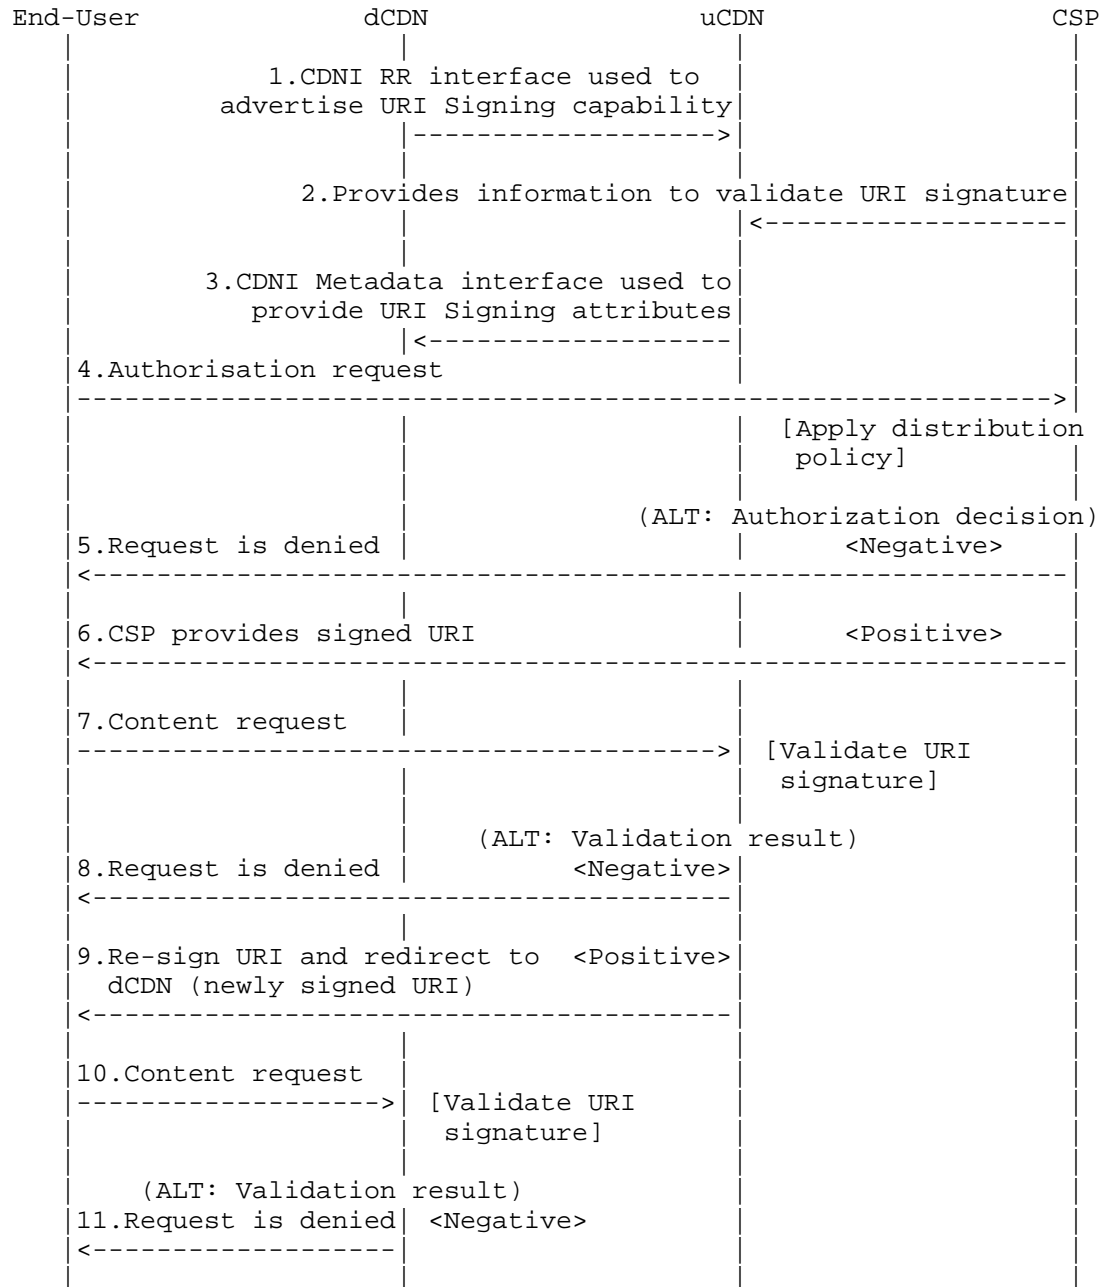 End-User dCDN uCDN CSP
1.CDNI RR interface used to
advertise URI Signing capability
2.Provides information to validate URI signature
3.CDNI Metadata interface used to
provide URI Signing attributes
4.Authorisation request
[Apply distribution
policy]
(ALT: Authorization decision)
5.Request is denied <Negative>
6.CSP provides signed URI <Positive>
7.Content request
[Validate URI
signature]
(ALT: Validation result)
8.Request is denied <Negative>
9.Re-sign URI and redirect to <Positive>
dCDN (newly signed URI)
10.Content request
[Validate URI
signature]
(ALT: Validation result)
11.Request is denied <Negative>